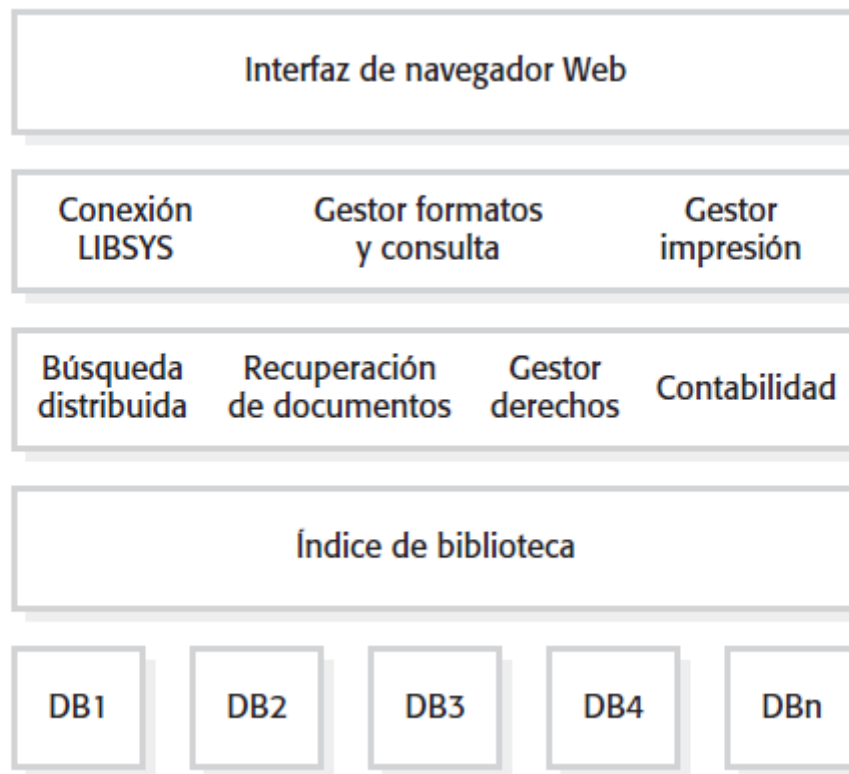 Interfaz de navegador Web
Conexión
LIBSYS
Gestor formatos
y consulta
Gestor
impresión
Búsqueda
distribuida
Recuperación
de documentos
Gestor
derechos
Contabilidad
Índice de biblioteca
DB1
DB2
DB3
DB4
DBn